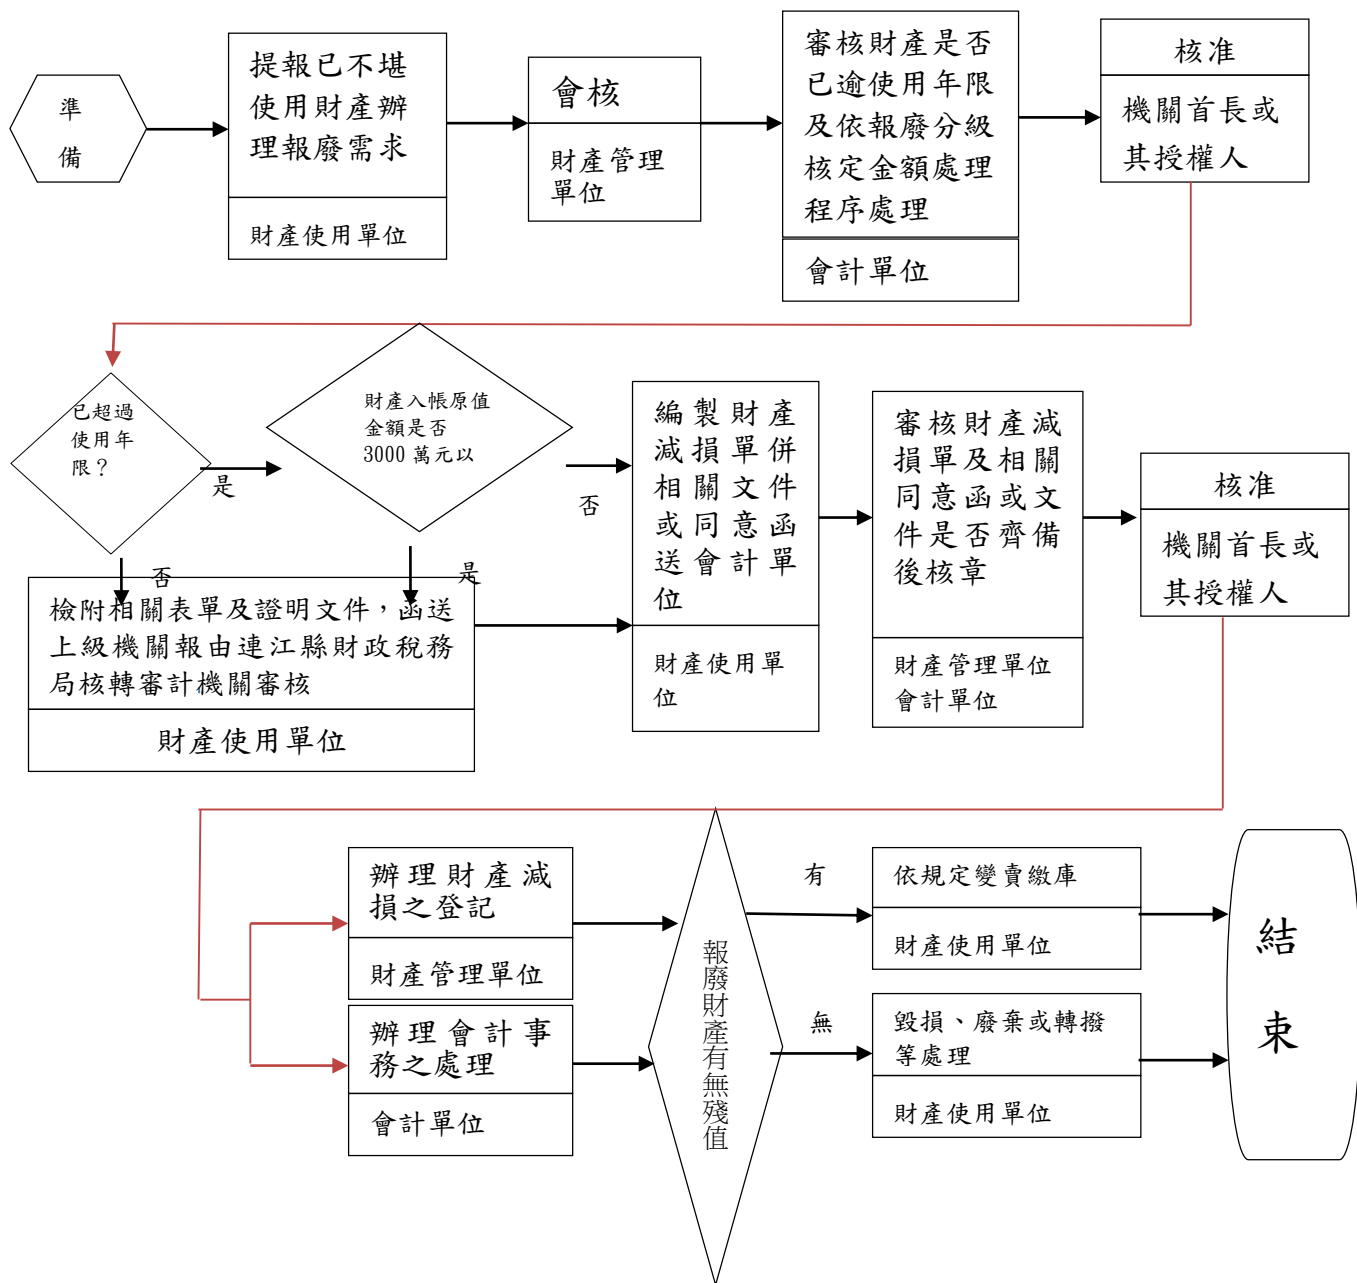 準
備
提報已不堪
使用財產辦
理報廢需求
財產使用單位
會核
財產管理
單位
審核財產是否
已逾使用年限
及依報廢分級
核定金額處理
程序處理
會計單位
核准
機關首長或
其授權人
已超過
使用年
限？
是
否
財產入帳原值
金額是否
3000 萬元以
否
是
檢附相關表單及證明文件，函送
上級機關報由連江縣財政稅務
局核轉審計機關審核
財產使用單位
編製財產
減損單併
相關文件
或同意函
送會計單
位
財產使用單
位
審核財產減
損單及相關
同意函或文
件是否齊備
後核章
財產管理單位
會計單位
核准
機關首長或
其授權人
辦理財產減
損之登記
財產管理單位
辦理會計事
務之處理
會計單位
報廢財產有無殘值
有
依規定變賣繳庫
財產使用單位
無
毀損、廢棄或轉撥
等處理
財產使用單位
結
束